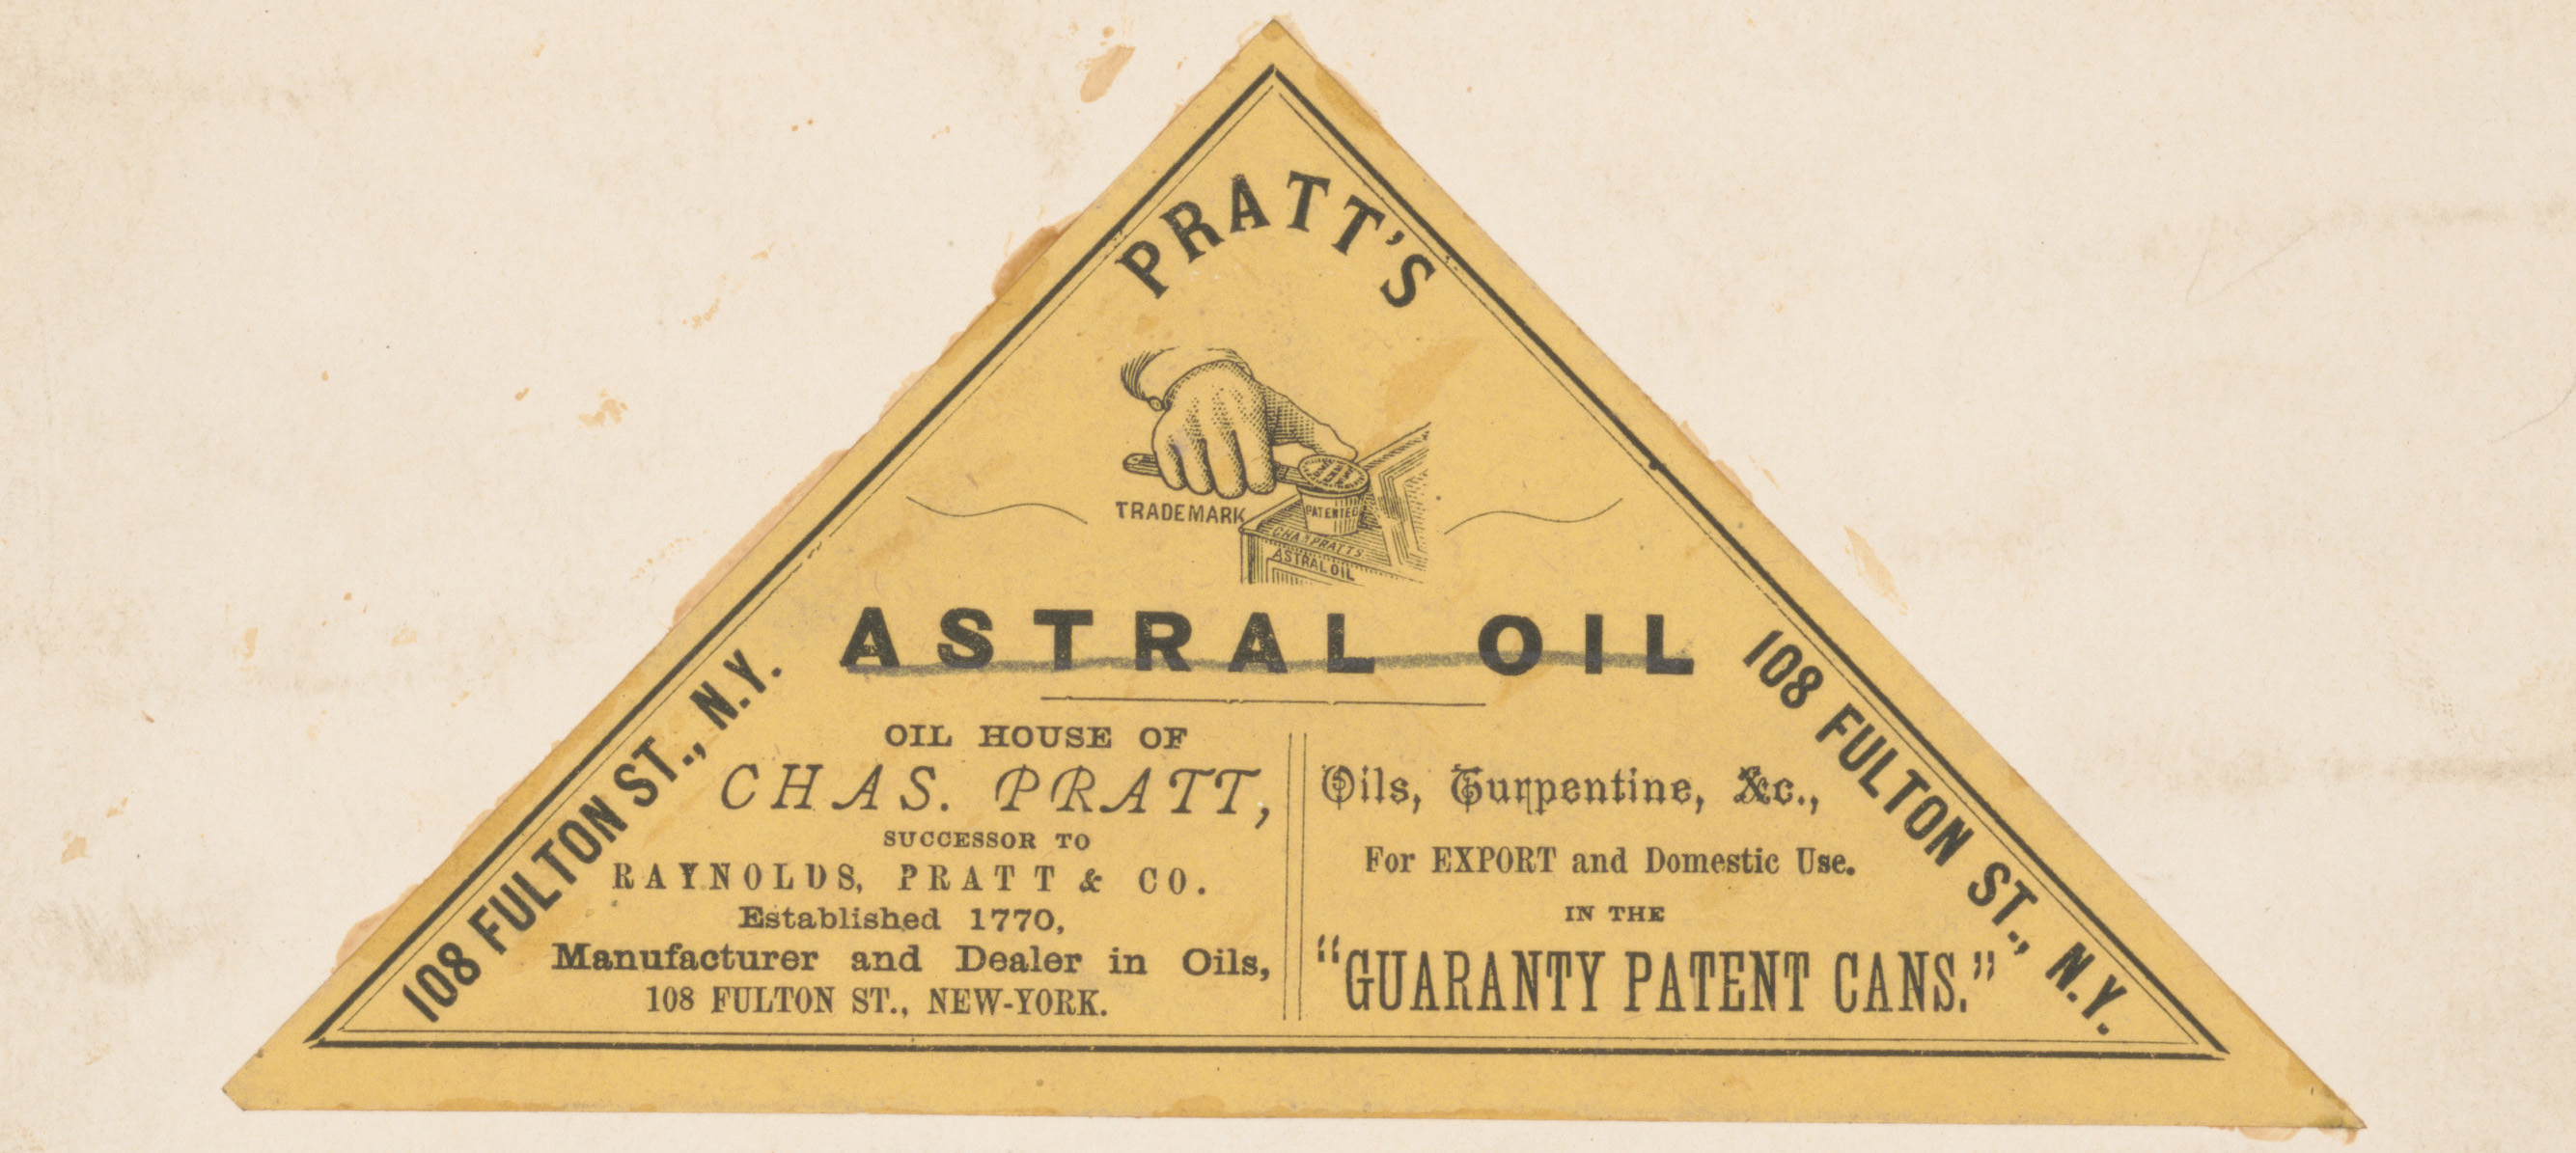 PRATT'S
TRADEMARK
PATENTED
CHAS PRATTS
ASTRAL OIL
ASTRAL OIL
108 FULTON ST., N.Y.
108 FULTON ST., N.Y.
OIL HOUSE OF
CHAS. PRATT,
SUCCESSOR TO
RAYNOLDS, PRATT & CO.
Established 1770,
Manufacturer and Dealer in Oils,
108 FULTON ST., NEW-YORK.
Oils, Turpentine, &c.,
For EXPORT and Domestic Use.
IN THE
"GUARANTY PATENT CANS."